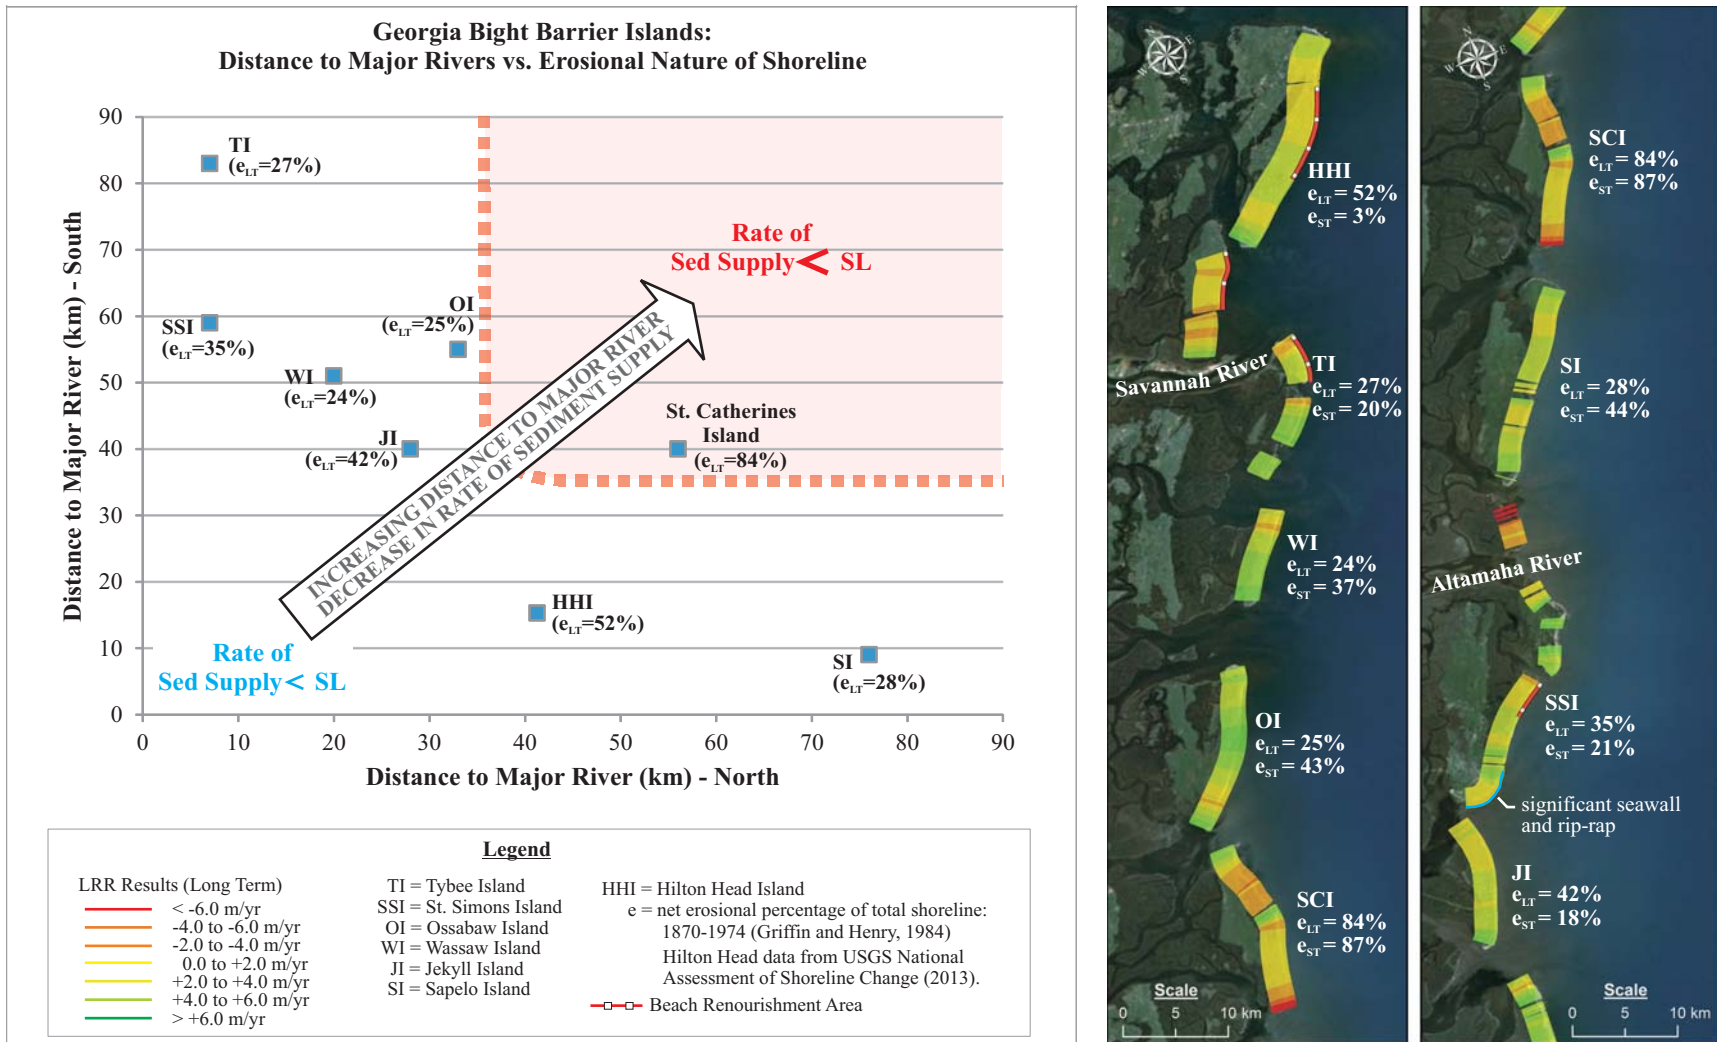 Georgia Bight Barrier Islands:
Distance to Major Rivers vs. Erosional Nature of Shoreline
Distance to Major River (km) - South
90
80
70
60
50
40
30
20
10
0
TI
(eLT=27%)
SSI
(eLT=35%)
OI
(eLT=25%)
WI
(eLT=24%)
JI
(eLT=42%)
St. Catherines
Island
(eLT=84%)
HHI
(eLT=52%)
SI
(eLT=28%)
Rate of
Sed Supply < SL
INCREASING DISTANCE TO MAJOR RIVER
DECREASE IN RATE OF SEDIMENT SUPPLY
Rate of
Sed Supply < SL
0 10 20 30 40 50 60 70 80 90
Distance to Major River (km) - North
Legend
LRR Results (Long Term)
< -6.0 m/yr
-4.0 to -6.0 m/yr
-2.0 to -4.0 m/yr
0.0 to +2.0 m/yr
+2.0 to +4.0 m/yr
+4.0 to +6.0 m/yr
> +6.0 m/yr
TI = Tybee Island
SSI = St. Simons Island
OI = Ossabaw Island
WI = Wassaw Island
JI = Jekyll Island
SI = Sapelo Island
HHI = Hilton Head Island
e = net erosional percentage of total shoreline:
1870-1974 (Griffin and Henry, 1984)
Hilton Head data from USGS National
Assessment of Shoreline Change (2013).
Beach Renourishment Area
N
E
S
W
HHI
eLT = 52%
eST = 3%
Savannah River
TI
eLT = 27%
eST = 20%
WI
eLT = 24%
eST = 37%
OI
eLT = 25%
eST = 43%
SCI
eLT = 84%
eST = 87%
Scale
0 5 10 km
N
E
S
W
SCI
eLT = 84%
eST = 87%
SI
eLT = 28%
eST = 44%
Altamaha River
SSI
eLT = 35%
eST = 21%
significant seawall
and rip-rap
JI
eLT = 42%
eST = 18%
Scale
0 5 10 km